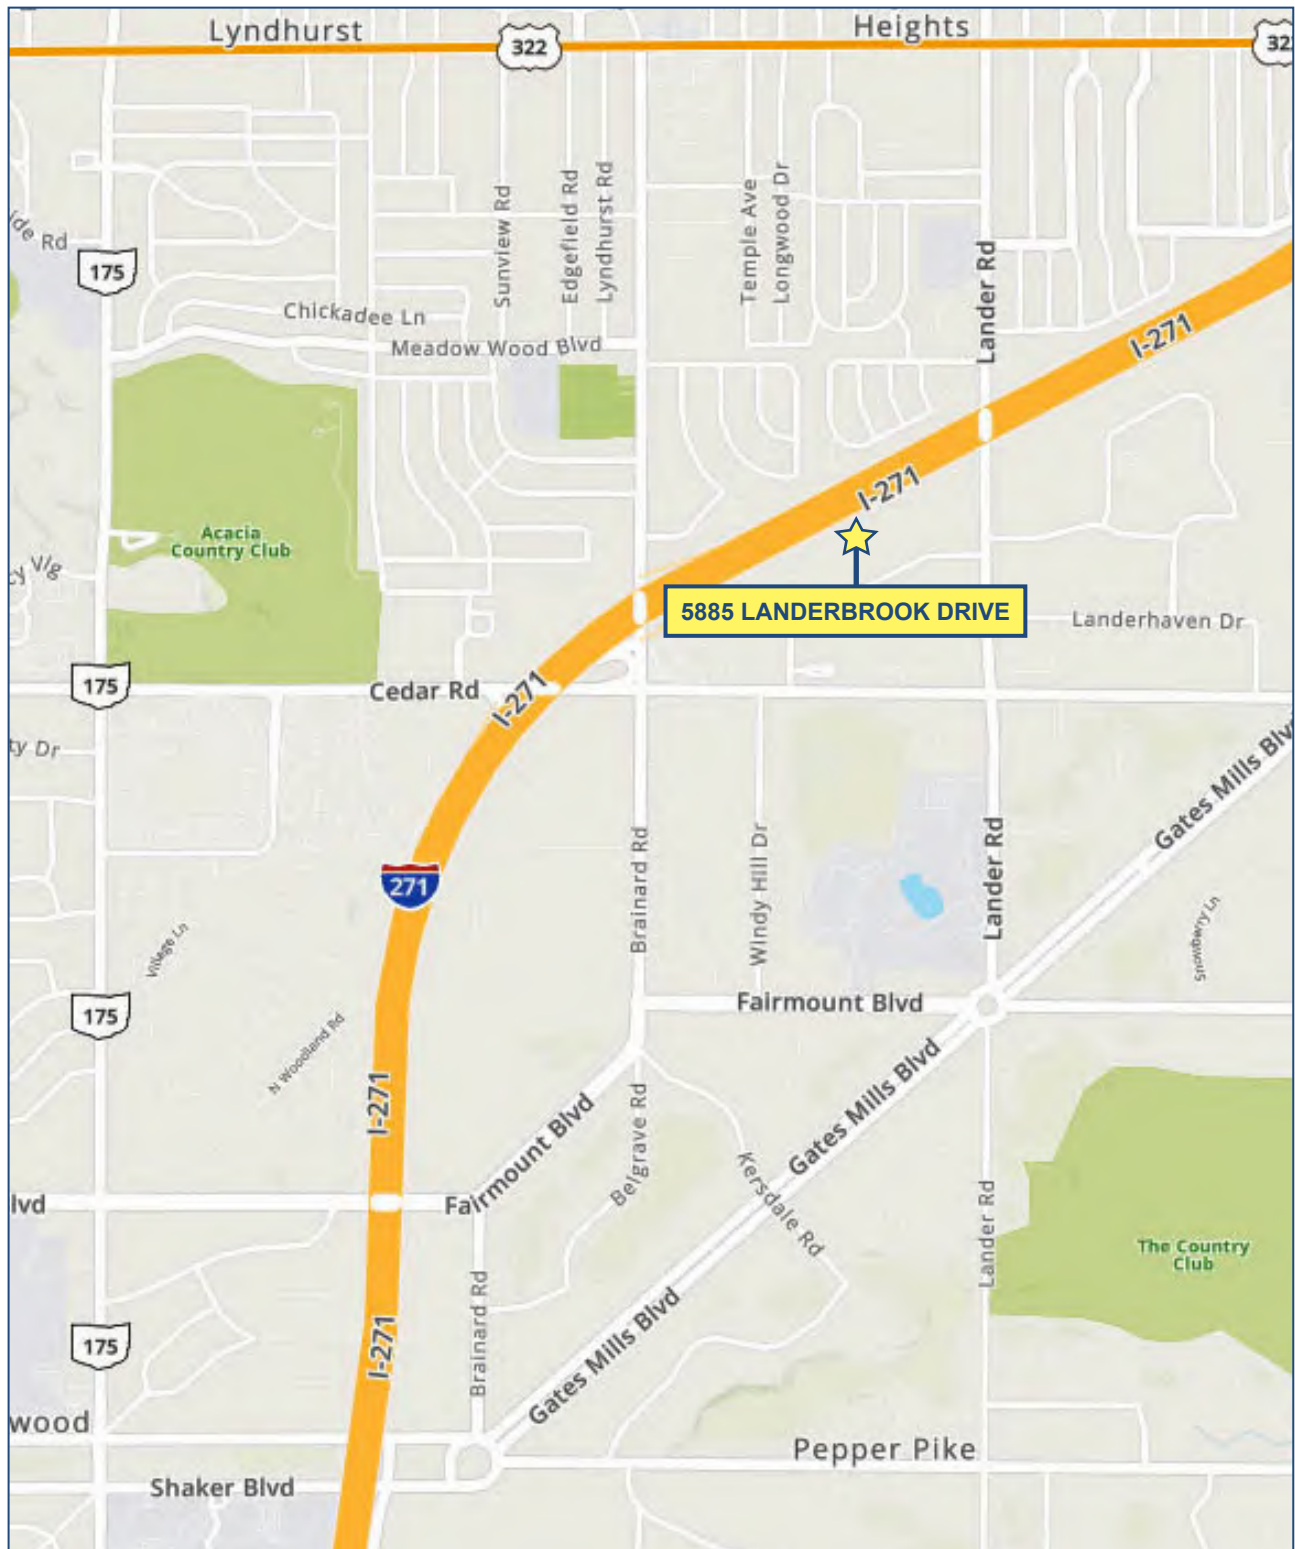 Lyndhurst
322
Heights
32
ide Rd
175
Sunview Rd
Edgefield Rd
Lyndhurst Rd
Temple Ave
Longwood Dr
Lander Rd
Chickadee Ln
Meadow Wood Blvd
I-271
I-271
Acacia
Country Club
cy Vlg
5885 LANDERBROOK DRIVE
Landerhaven Dr
175
Cedar Rd
I-271
ty Dr
Gates Mills Blv
271
Brainard Rd
Windy Hill Dr
Lander Rd
Village Ln
Snowberry Ln
175
Fairmount Blvd
N Woodland Rd
I-271
Gates Mills Blvd
Fairmount Blvd
Belgrave Rd
Kersdale Rd
lvd
Lander Rd
The Country
Club
175
I-271
Brainard Rd
Gates Mills Blvd
wood
Pepper Pike
Shaker Blvd